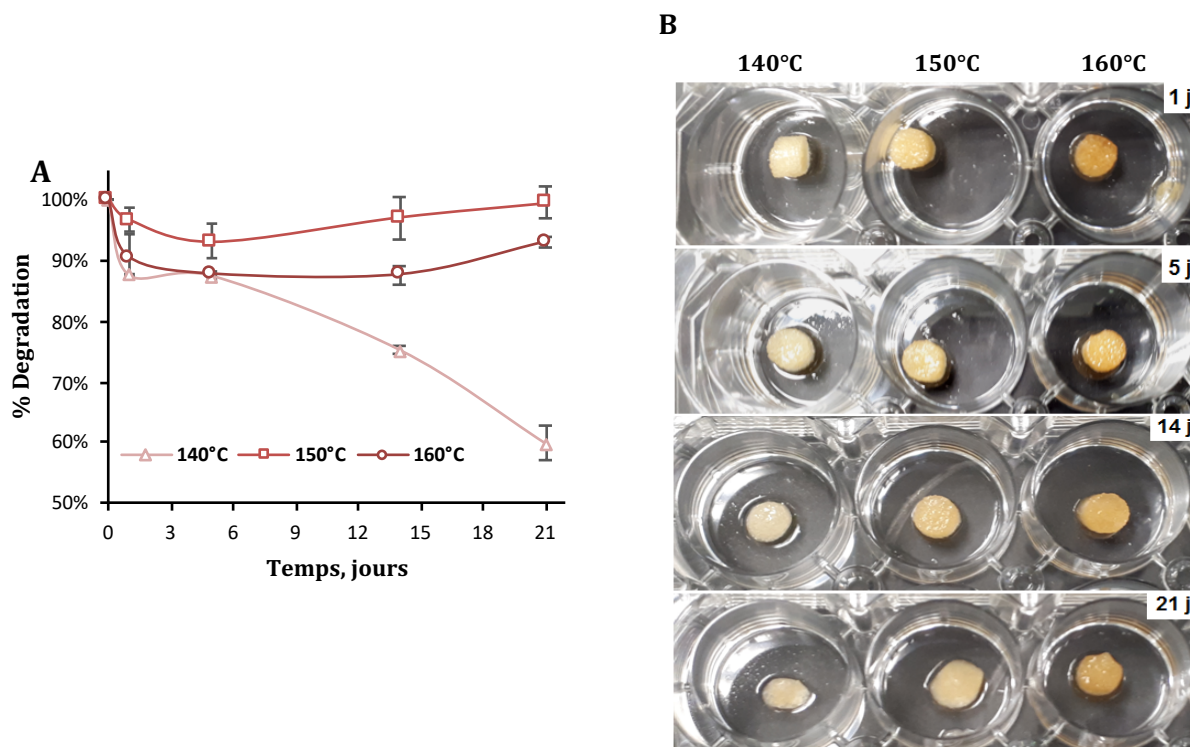 A
% Degradation
100%
90%
80%
70%
60%
50%
140°C 150°C 160°C
0 3 6 9 12 15 18 21
Temps, jours
B
140°C 150°C 160°C
1 j
5 j
14 j
21 j